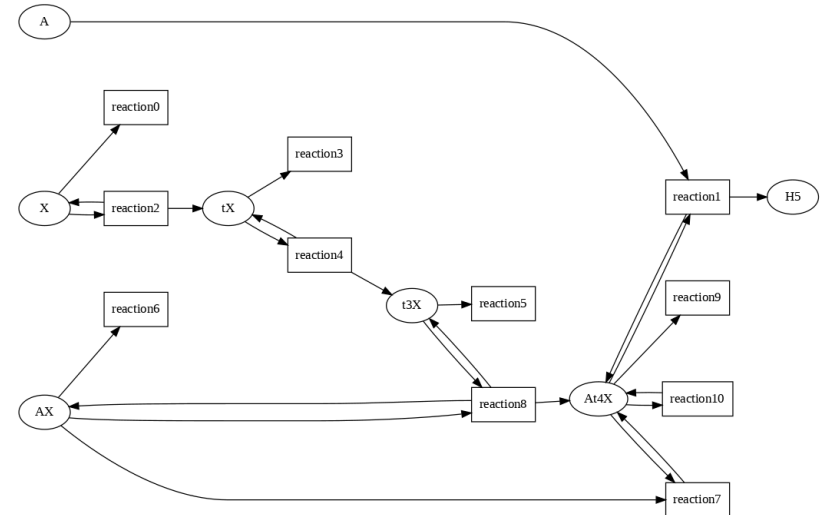 A
reaction0
reaction3
X
reaction2
tX
reaction1
H5
reaction4
reaction6
t3X
reaction5
reaction9
AX
reaction8
At4X
reaction10
reaction7